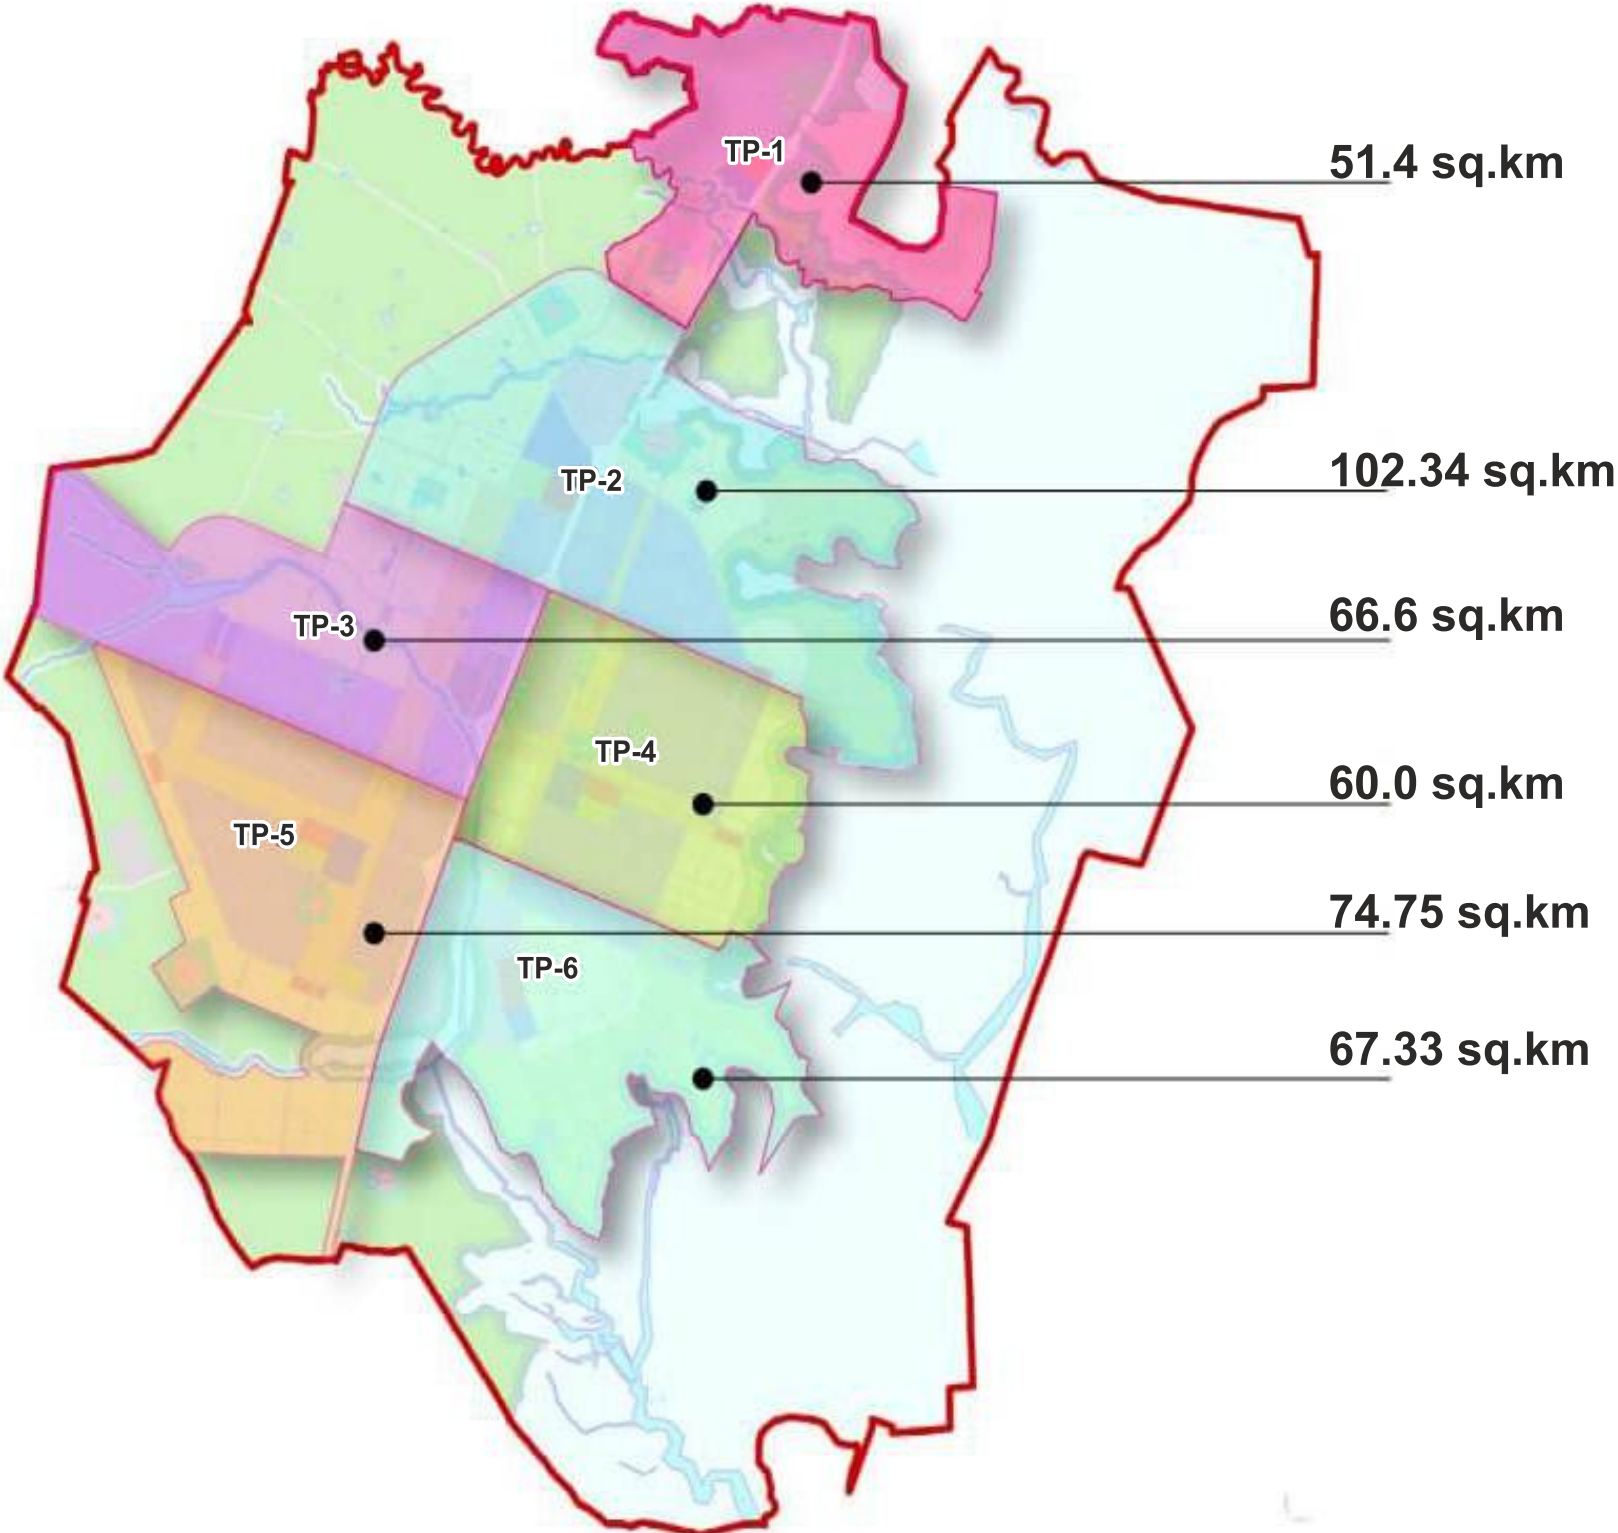 TP-1
51.4 sq.km
102.34 sq.km
TP-2
66.6 sq.km
TP-3
TP-4
60.0 sq.km
TP-5
74.75 sq.km
TP-6
67.33 sq.km